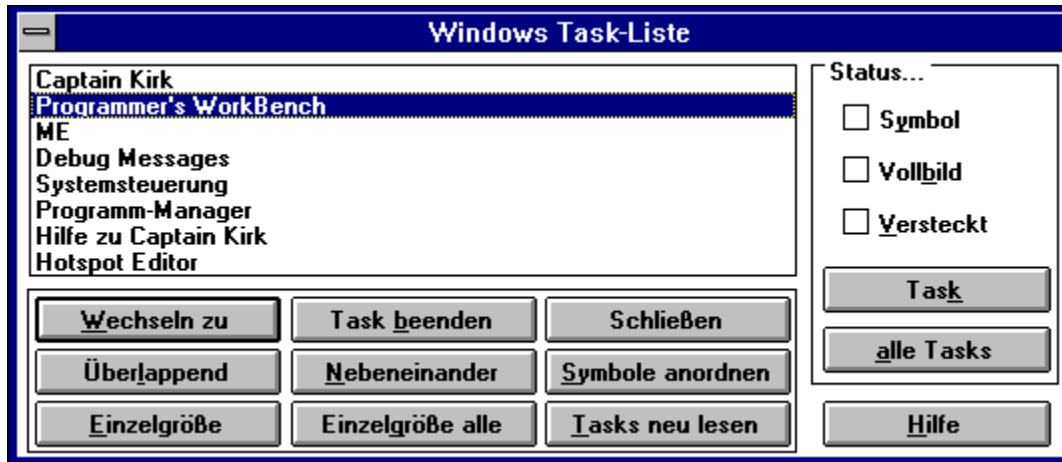 Windows Task-Liste
Captain Kirk
Programmer's WorkBench
ME
Debug Messages
Systemsteuerung
Programm-Manager
Hilfe zu Captain Kirk
Hotspot Editor
Status...
Symbol
Vollbild
Versteckt
Task
alle Tasks
Wechseln zu
Task beenden
Schließen
Überlappend
Nebeneinander
Symbole anordnen
Einzelgröße
Einzelgröße alle
Tasks neu lesen
Hilfe